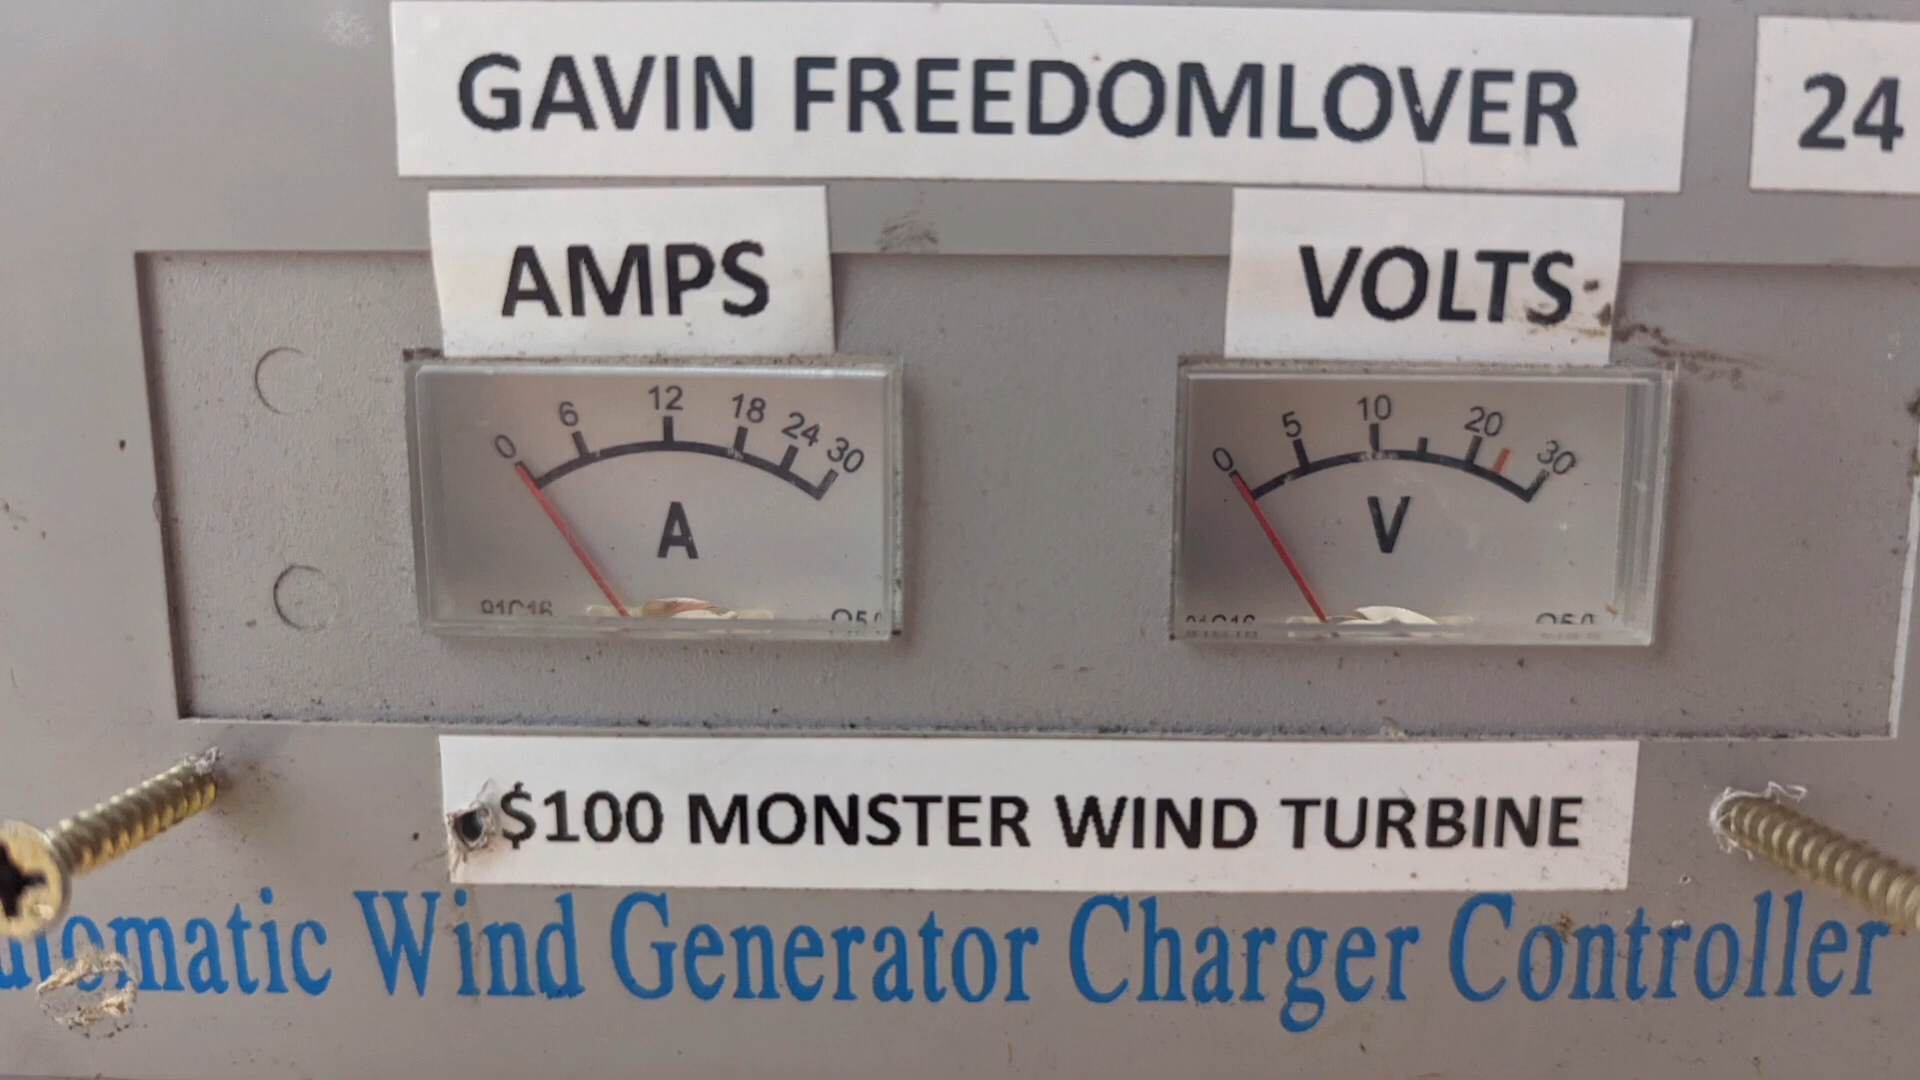 GAVIN FREEDOMLOVER
24
AMPS
VOLTS
0 6 12 18 24 30
A
0 5 10 20 30
V
$100 MONSTER WIND TURBINE
Automatic Wind Generator Charger Controller